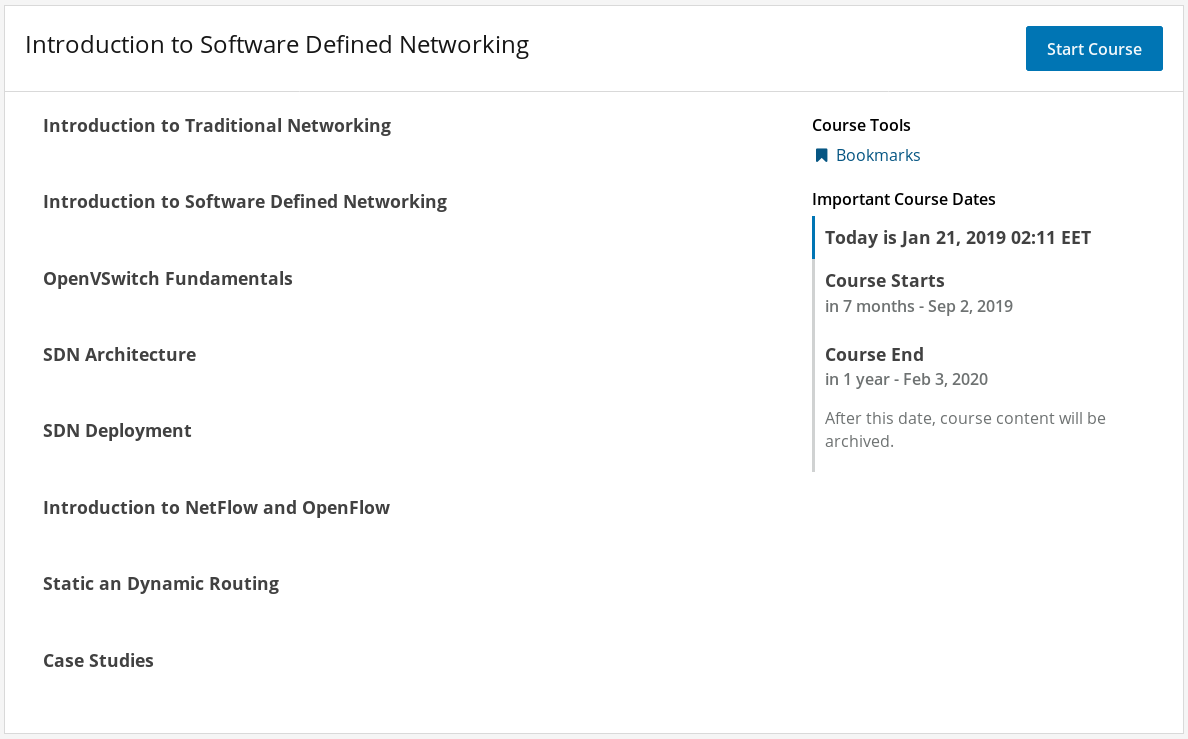 Introduction to Software Defined Networking
Start Course
Introduction to Traditional Networking
Introduction to Software Defined Networking
OpenVSwitch Fundamentals
SDN Architecture
SDN Deployment
Introduction to NetFlow and OpenFlow
Static an Dynamic Routing
Case Studies
Course Tools
Bookmarks
Important Course Dates
Today is Jan 21, 2019 02:11 EET
Course Starts
in 7 months - Sep 2, 2019
Course End
in 1 year - Feb 3, 2020
After this date, course content will be
archived.